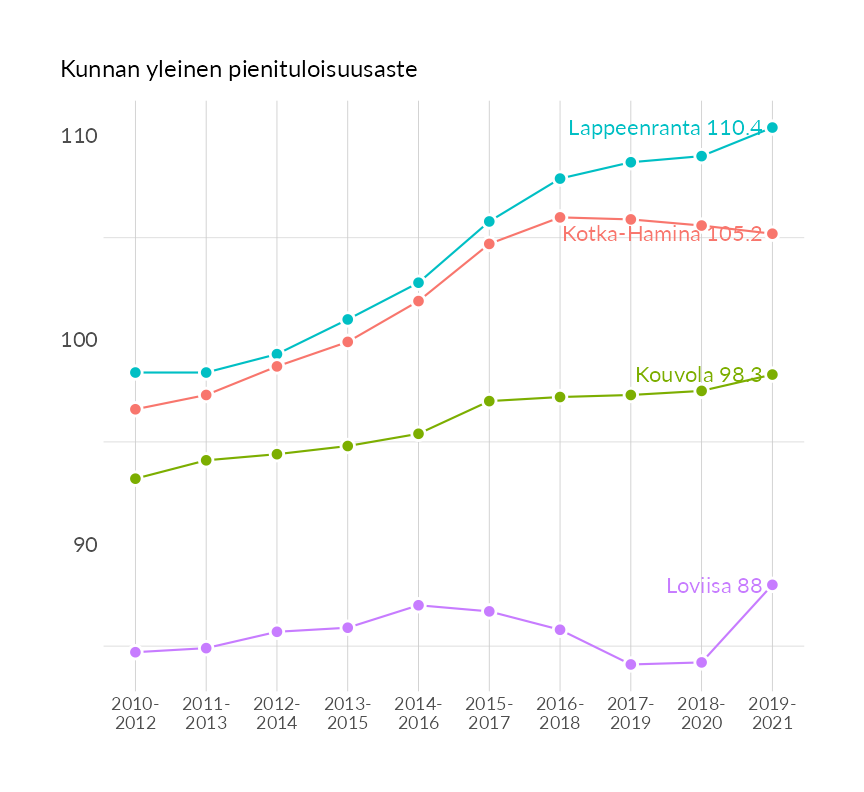 Kunnan yleinen pienituloisuusaste
110
Lappeenranta 110.4
Kotka-Hamina 105.2
100
Kouvola 98.3
90
Loviisa 88
2010- 2011- 2012- 2013- 2014- 2015- 2016- 2017- 2018- 2019-
2012 2013 2014 2015 2016 2017 2018 2019 2020 2021